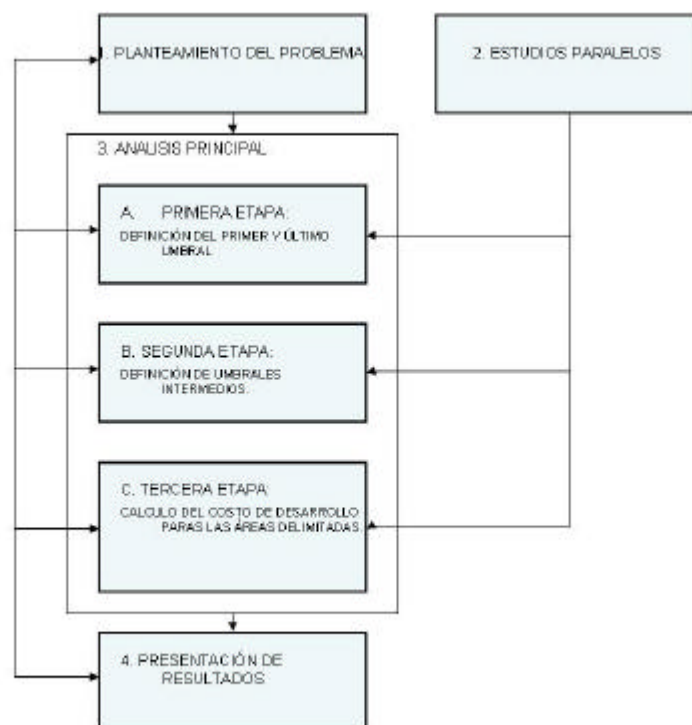 1. PLANTEAMIENTO DEL PROBLEMA
2. ESTUDIOS PARALELOS
3. ANALISIS PRINCIPAL
A. PRIMERA ETAPA:
DEFINICIÓN DEL PRIMER Y ÚLTIMO
UMBRAL
B. SEGUNDA ETAPA:
DEFINICIÓN DE UMBRALES
INTERMEDIOS.
C. TERCERA ETAPA:
CALCULO DEL COSTO DE DESARROLLO
PARAS LAS ÁREAS DELIMITADAS.
4. PRESENTACIÓN DE
RESULTADOS